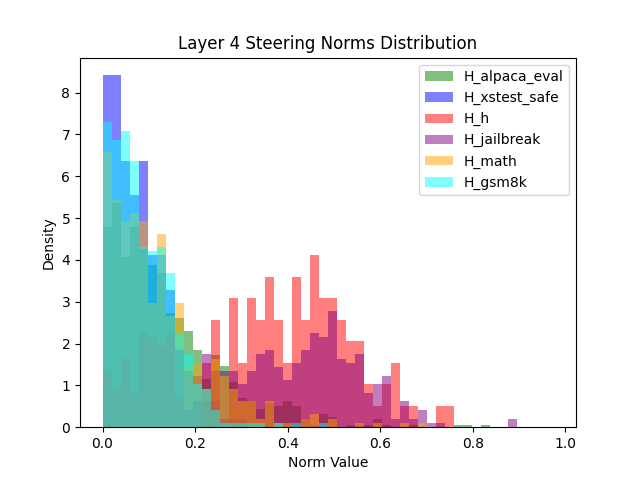 Layer 4 Steering Norms Distribution
H_alpaca_eval
H_xstest_safe
H_h
H_jailbreak
H_math
H_gsm8k
Density
8
7
6
5
4
3
2
1
0
0.0 0.2 0.4 0.6 0.8 1.0
Norm Value